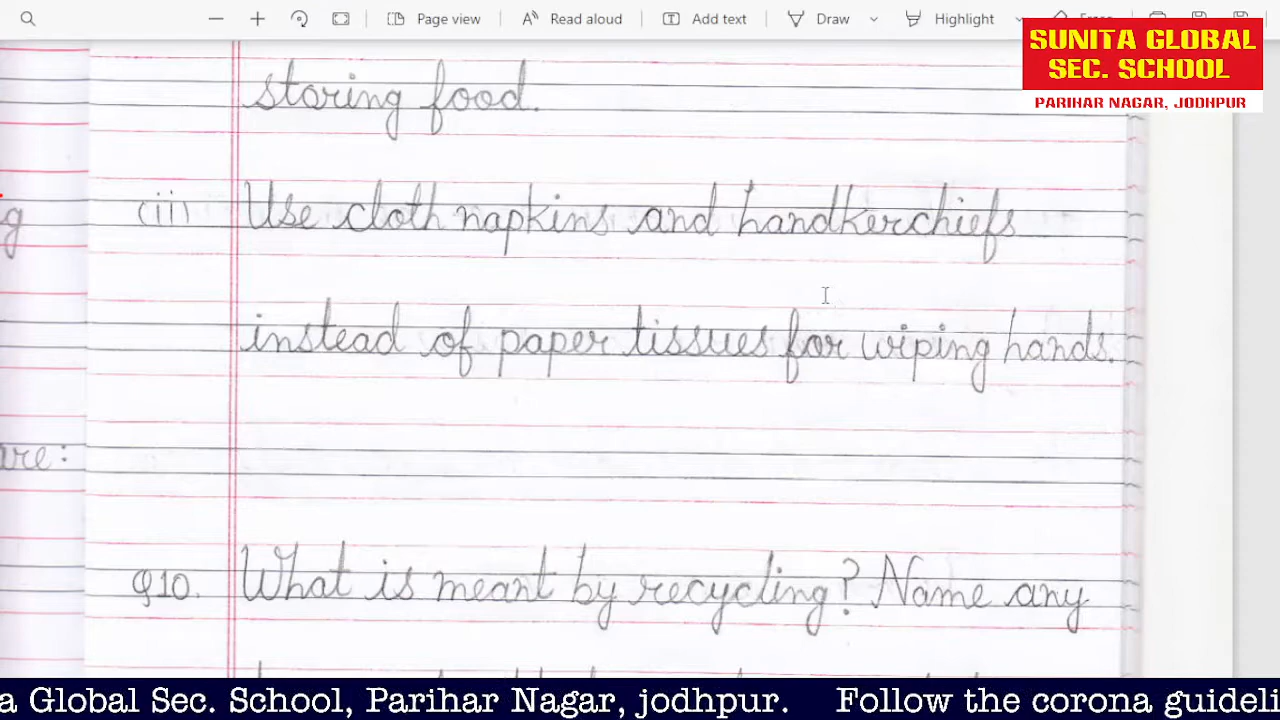 Page view
Read aloud
Add text
Draw
Highlight
SUNITA GLOBAL
SEC. SCHOOL
PARIHAR NAGAR, JODHPUR
storing food.
(iii) Use cloth napkins and handkerchiefs
g
instead of paper tissues for wiping hands.
ure:
Q10. What is meant by recycling? Name any
a Global Sec. School, Parihar Nagar, jodhpur. Follow the corona guideli